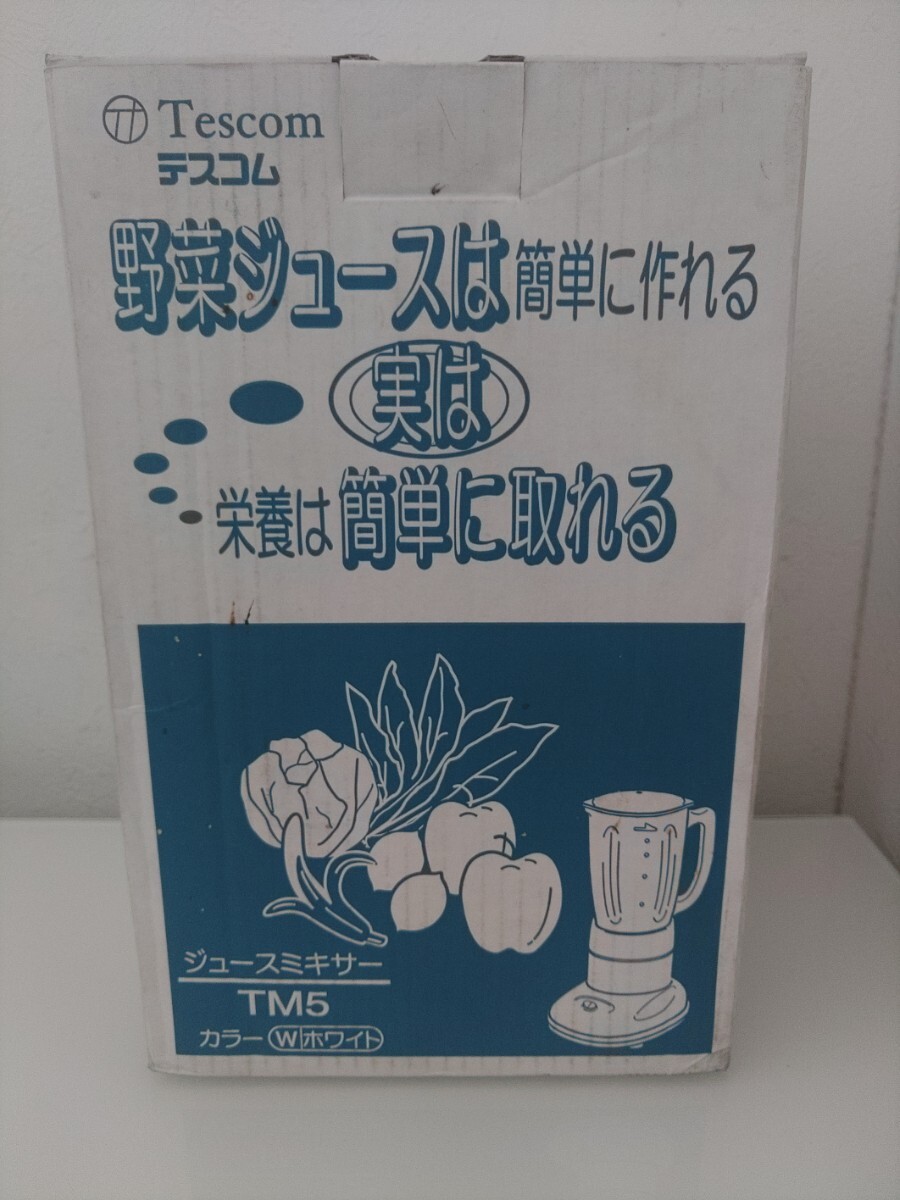 Tescom
テスコム
野菜ジュースは簡単に作れる
実は
栄養は簡単に取れる
ジュースミキサー
TM5
カラー Ⓦホワイト